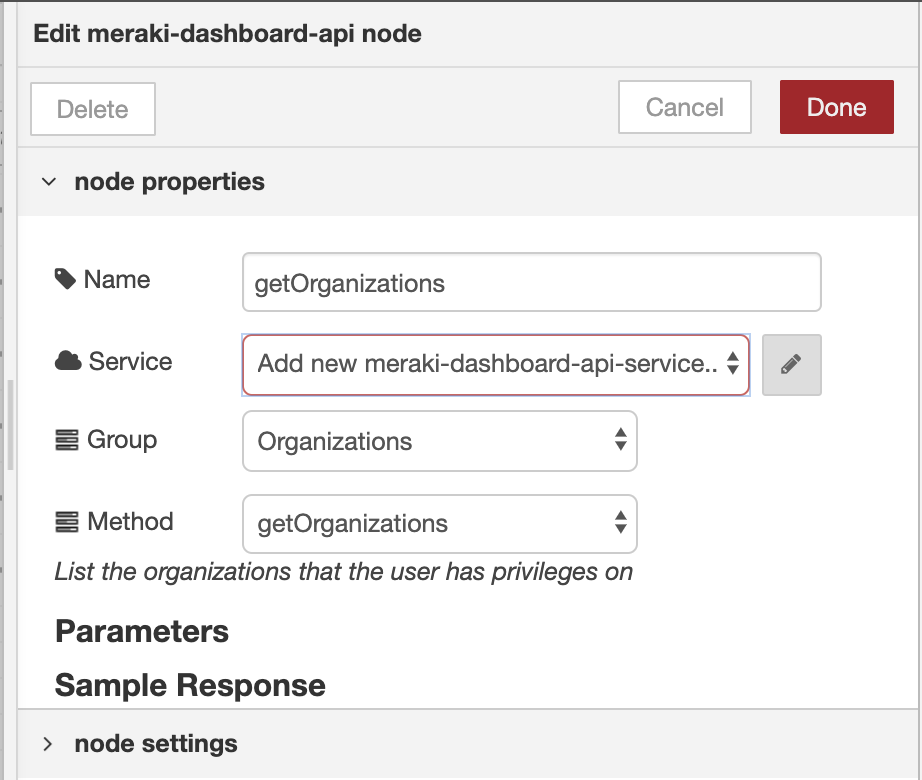 Edit meraki-dashboard-api node
Delete
Cancel
Done
node properties
Name
getOrganizations
Service
Add new meraki-dashboard-api-service..
Group
Organizations
Method
getOrganizations
List the organizations that the user has privileges on
Parameters
Sample Response
node settings